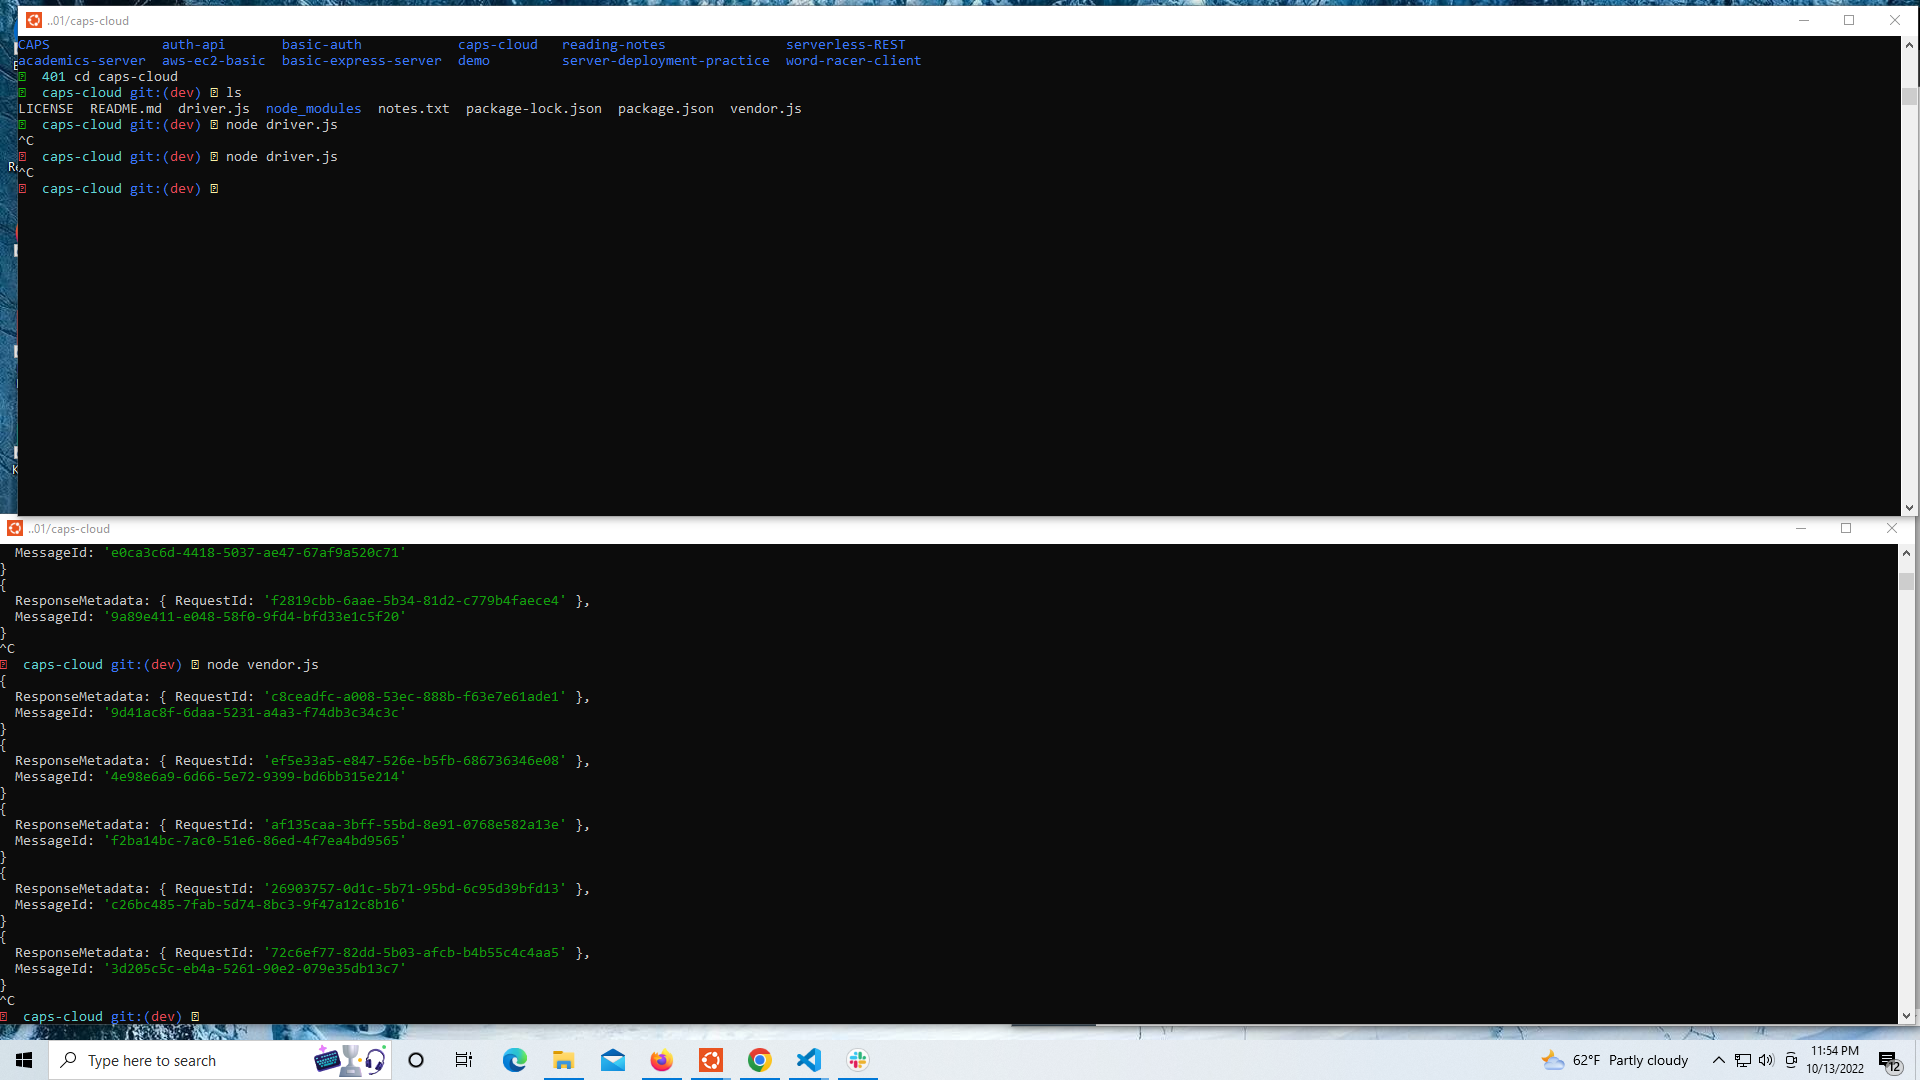 ..01/caps-cloud
CAPS auth-api basic-auth caps-cloud reading-notes serverless-REST
academics-server aws-ec2-basic basic-express-server demo server-deployment-practice word-racer-client
401 cd caps-cloud
caps-cloud git:(dev) ls
LICENSE README.md driver.js node_modules notes.txt package-lock.json package.json vendor.js
caps-cloud git:(dev) node driver.js
^C
caps-cloud git:(dev) node driver.js
^C
caps-cloud git:(dev)
..01/caps-cloud
MessageId: 'e0ca3c6d-4418-5037-ae47-67af9a520c71'
}
{
ResponseMetadata: { RequestId: 'f2819cbb-6aae-5b34-81d2-c779b4faece4' },
MessageId: '9a89e411-e048-58f0-9fd4-bfd33e1c5f20'
}
^C
caps-cloud git:(dev) node vendor.js
{
ResponseMetadata: { RequestId: 'c8ceadfc-a008-53ec-888b-f63e7e61ade1' },
MessageId: '9d41ac8f-6daa-5231-a4a3-f74db3c34c3c'
}
{
ResponseMetadata: { RequestId: 'ef5e33a5-e847-526e-b5fb-686736346e08' },
MessageId: '4e98e6a9-6d66-5e72-9399-bd6bb315e214'
}
{
ResponseMetadata: { RequestId: 'af135caa-3bff-55bd-8e91-0768e582a13e' },
MessageId: 'f2ba14bc-7ac0-51e6-86ed-4f7ea4bd9565'
}
{
ResponseMetadata: { RequestId: '26903757-0d1c-5b71-95bd-6c95d39bfd13' },
MessageId: 'c26bc485-7fab-5d74-8bc3-9f47a12c8b16'
}
{
ResponseMetadata: { RequestId: '72c6ef77-82dd-5b03-afcb-b4b55c4c4aa5' },
MessageId: '3d205c5c-eb4a-5261-90e2-079e35db13c7'
}
^C
caps-cloud git:(dev)
Type here to search
62°F Partly cloudy
11:54 PM
10/13/2022
12